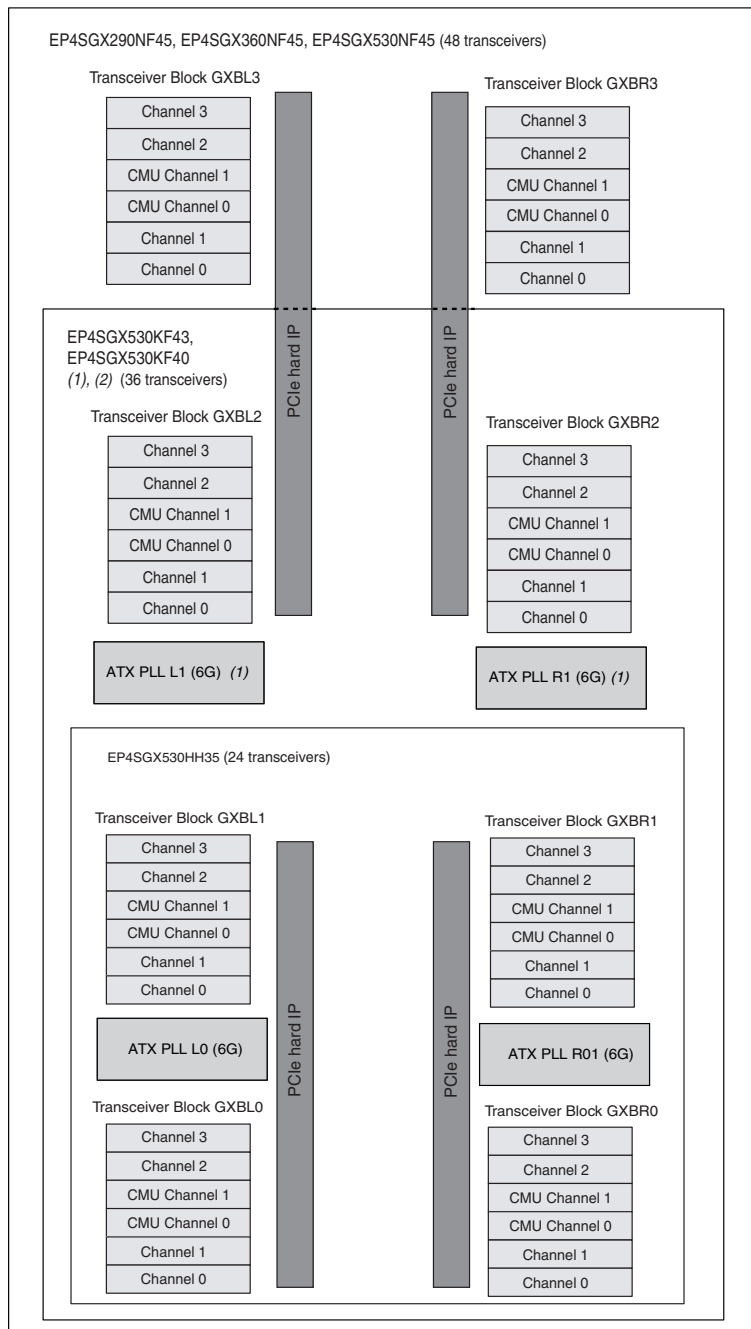 EP4SGX290NF45, EP4SGX360NF45, EP4SGX530NF45 (48 transceivers)
Transceiver Block GXBL3
Channel 3
Channel 2
CMU Channel 1
CMU Channel 0
Channel 1
Channel 0
Transceiver Block GXBR3
Channel 3
Channel 2
CMU Channel 1
CMU Channel 0
Channel 1
Channel 0
EP4SGX530KF43,
EP4SGX530KF40
(1), (2) (36 transceivers)
PCIe hard IP
PCIe hard IP
Transceiver Block GXBL2
Channel 3
Channel 2
CMU Channel 1
CMU Channel 0
Channel 1
Channel 0
Transceiver Block GXBR2
Channel 3
Channel 2
CMU Channel 1
CMU Channel 0
Channel 1
Channel 0
ATX PLL L1 (6G) (1)
ATX PLL R1 (6G) (1)
EP4SGX530HH35 (24 transceivers)
Transceiver Block GXBL1
Channel 3
Channel 2
CMU Channel 1
CMU Channel 0
Channel 1
Channel 0
Transceiver Block GXBR1
Channel 3
Channel 2
CMU Channel 1
CMU Channel 0
Channel 1
Channel 0
ATX PLL L0 (6G)
PCIe hard IP
PCIe hard IP
ATX PLL R01 (6G)
Transceiver Block GXBL0
Channel 3
Channel 2
CMU Channel 1
CMU Channel 0
Channel 1
Channel 0
Transceiver Block GXBR0
Channel 3
Channel 2
CMU Channel 1
CMU Channel 0
Channel 1
Channel 0